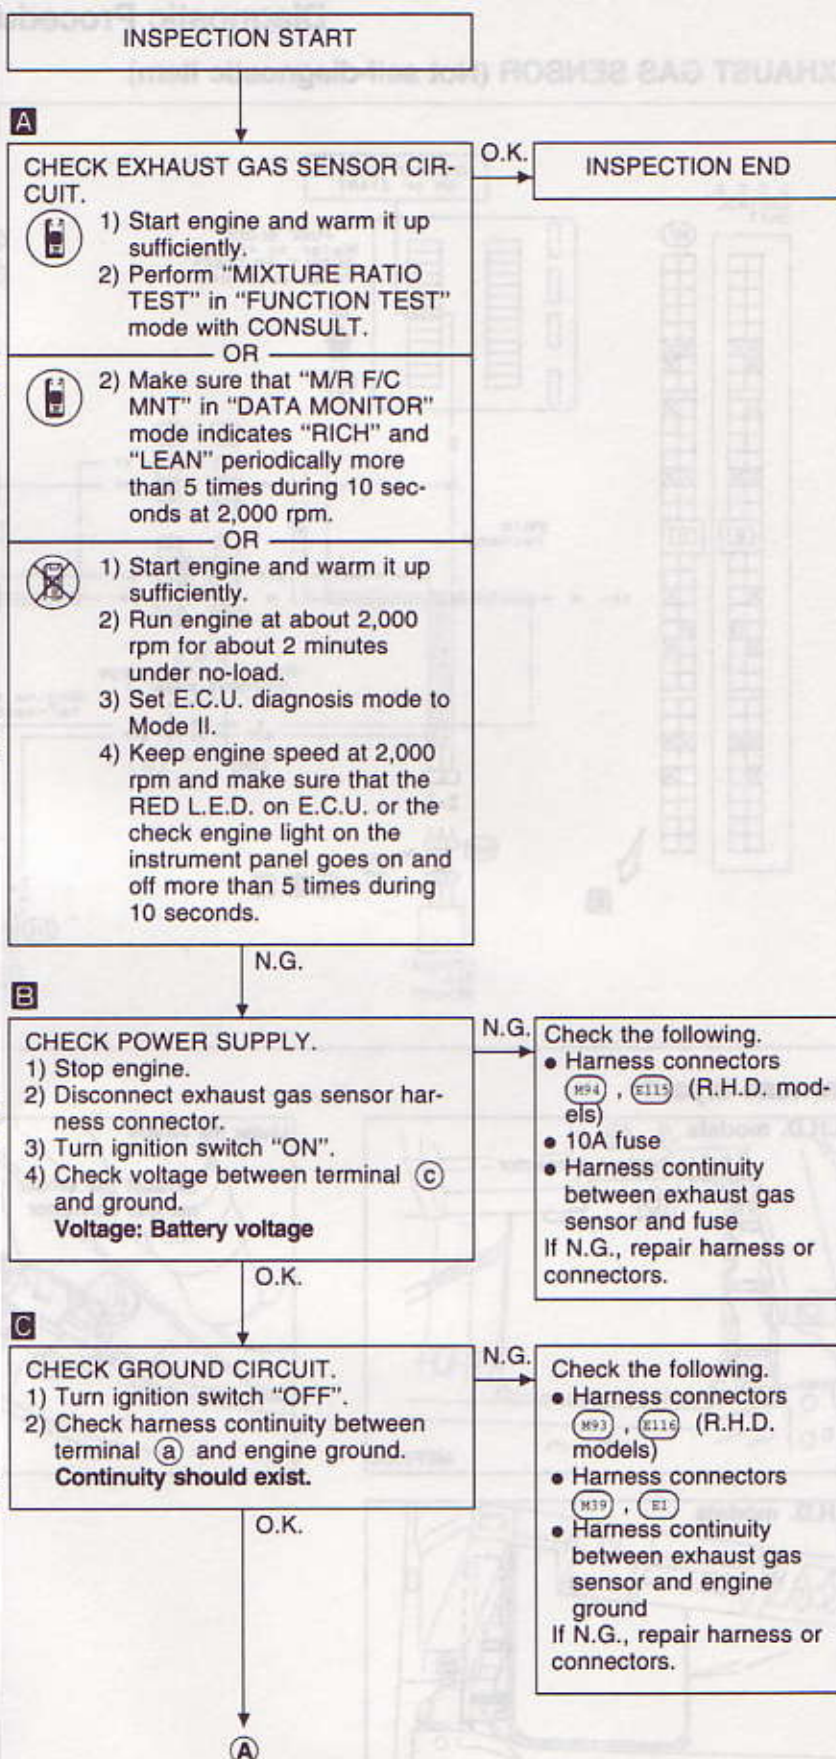 INSPECTION START
A
CHECK EXHAUST GAS SENSOR CIR-
CUIT.
1) Start engine and warm it up
sufficiently.
2) Perform "MIXTURE RATIO
TEST" in "FUNCTION TEST"
mode with CONSULT.
OR
2) Make sure that "M/R F/C
MNT" in "DATA MONITOR"
mode indicates "RICH" and
"LEAN" periodically more
than 5 times during 10 sec-
onds at 2,000 rpm.
OR
1) Start engine and warm it up
sufficiently.
2) Run engine at about 2,000
rpm for about 2 minutes
under no-load.
3) Set E.C.U. diagnosis mode to
Mode II.
4) Keep engine speed at 2,000
rpm and make sure that the
RED L.E.D. on E.C.U. or the
check engine light on the
instrument panel goes on and
off more than 5 times during
10 seconds.
O.K.
INSPECTION END
N.G.
B
CHECK POWER SUPPLY.
1) Stop engine.
2) Disconnect exhaust gas sensor har-
ness connector.
3) Turn ignition switch "ON".
4) Check voltage between terminal ⓒ
and ground.
Voltage: Battery voltage
N.G.
Check the following.
● Harness connectors
M94 , E115 (R.H.D. mod-
els)
● 10A fuse
● Harness continuity
between exhaust gas
sensor and fuse
If N.G., repair harness or
connectors.
O.K.
C
CHECK GROUND CIRCUIT.
1) Turn ignition switch "OFF".
2) Check harness continuity between
terminal ⓐ and engine ground.
Continuity should exist.
N.G.
Check the following.
● Harness connectors
M93 , E116 (R.H.D.
models)
● Harness connectors
M39 , E1
● Harness continuity
between exhaust gas
sensor and engine
ground
If N.G., repair harness or
connectors.
O.K.
Ⓐ